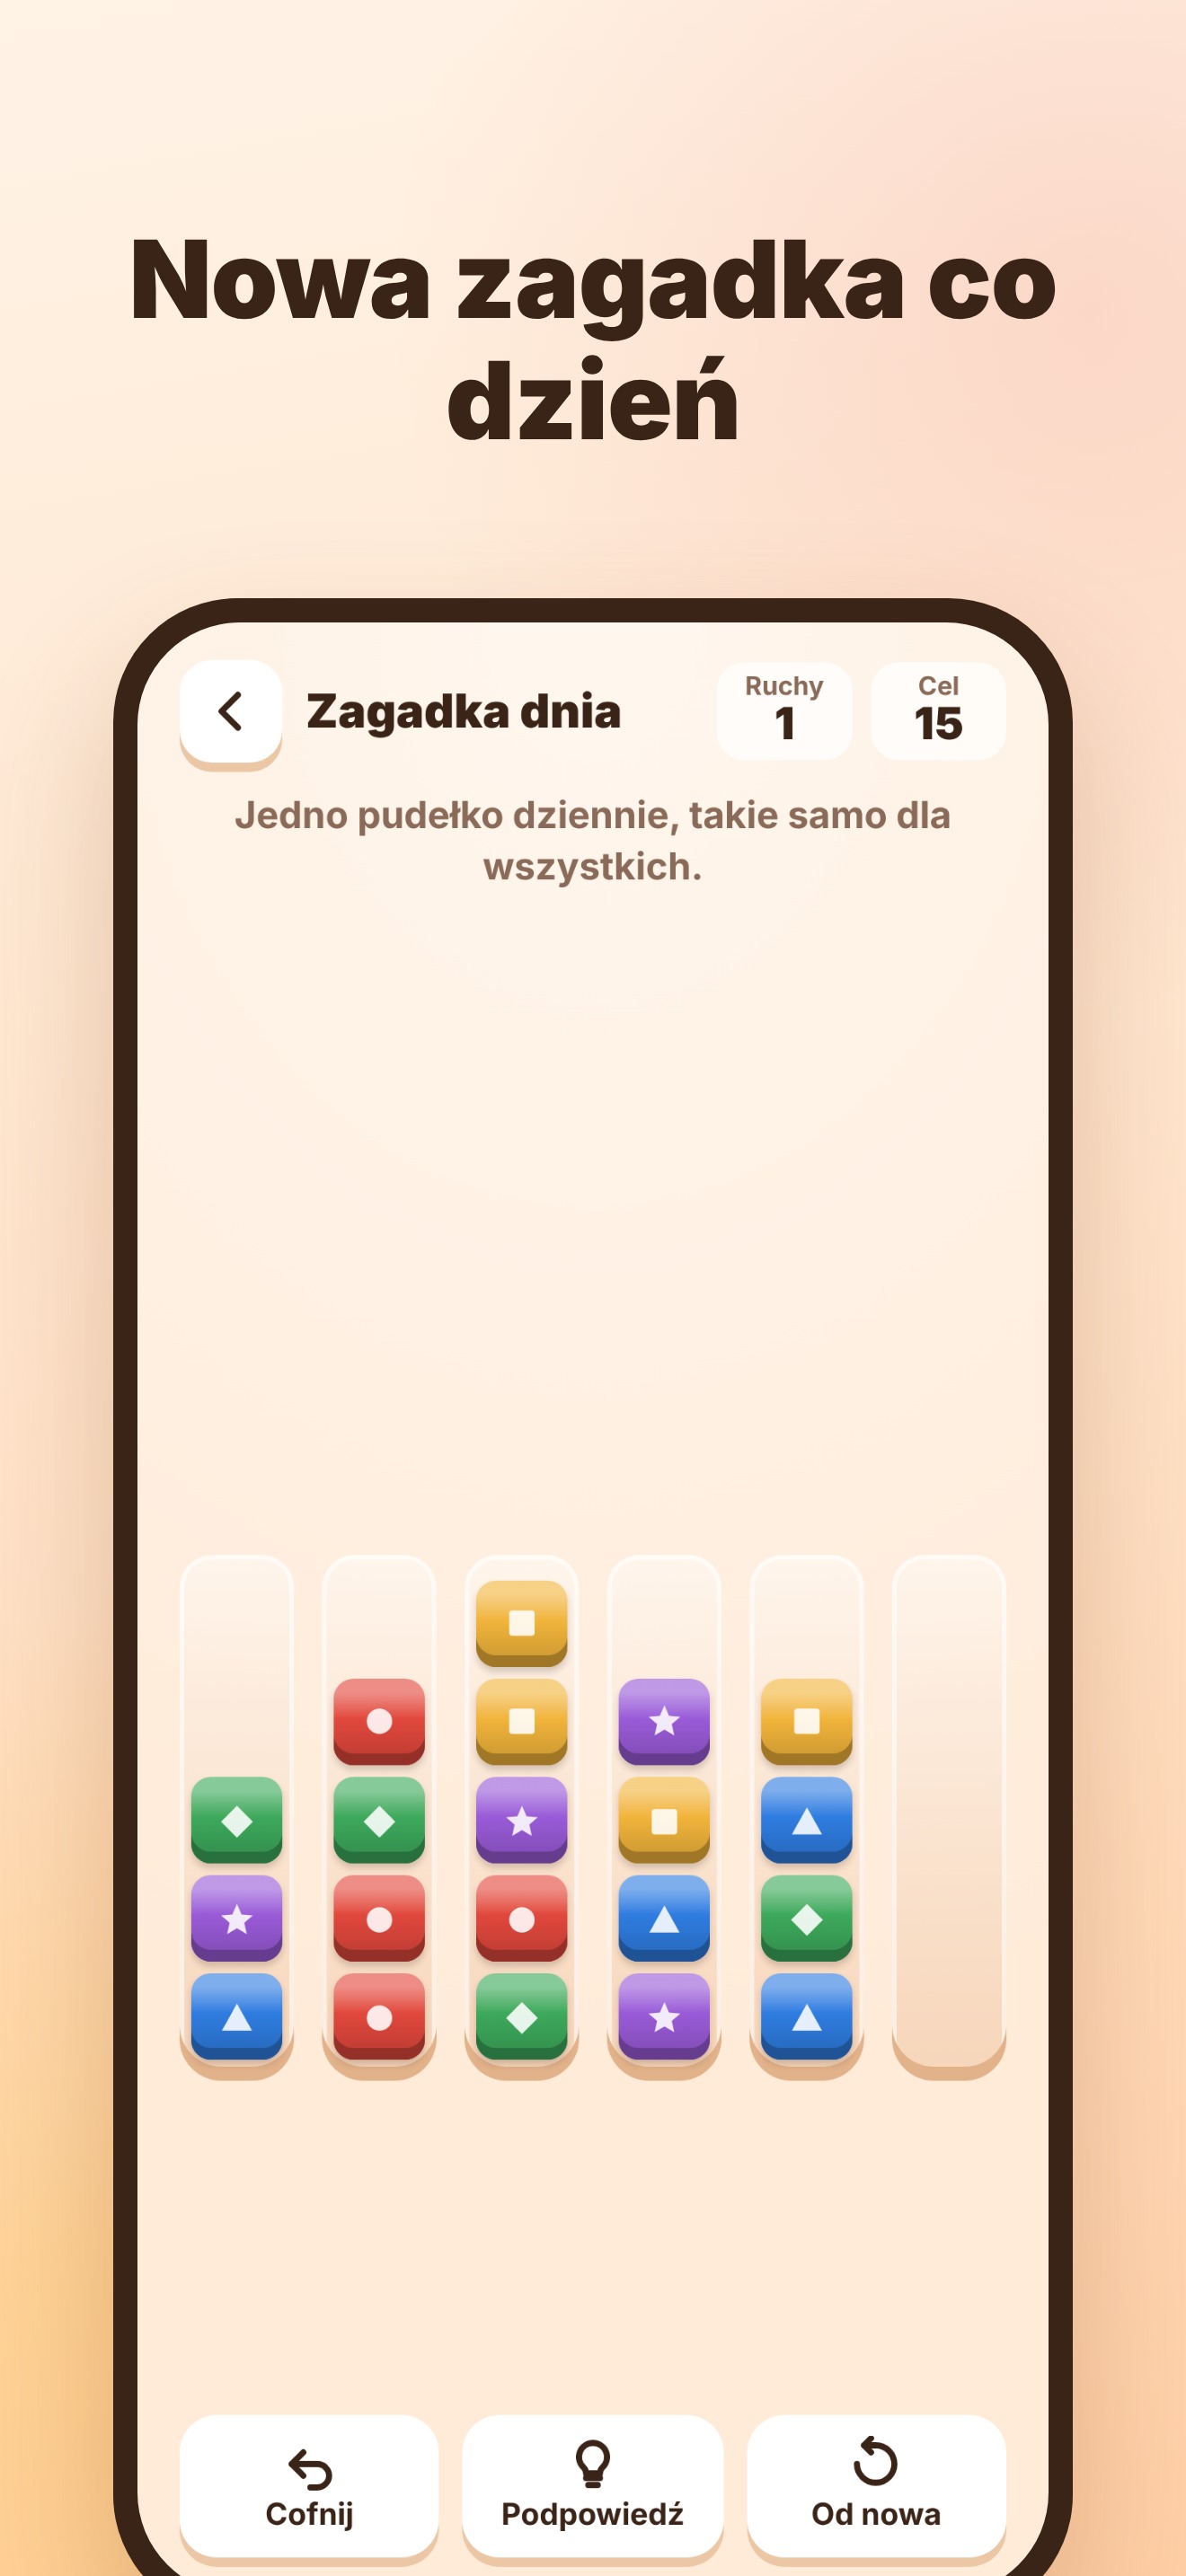 Nowa zagadka co
dzień
Zagadka dnia
Ruchy
1
Cel
15
Jedno pudełko dziennie, takie samo dla
wszystkich.
Cofnij
Podpowiedź
Od nowa